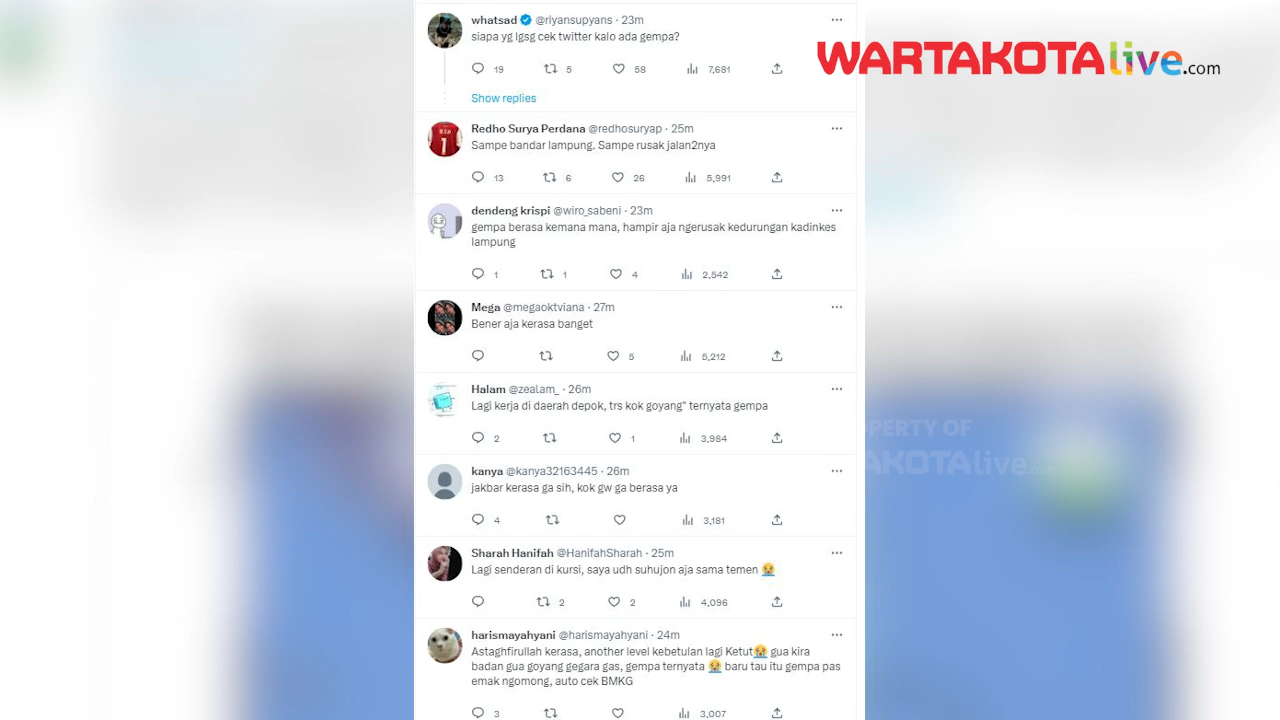 whatsad @riyansupyans · 23m
siapa yg lgsg cek twitter kalo ada gempa?
19 5 58 7,681
Show replies
Redho Surya Perdana @redhosuryap · 25m
Sampe bandar lampung. Sampe rusak jalan2nya
13 6 26 5,991
dendeng krispi @wiro_sabeni · 23m
gempa berasa kemana mana, hampir aja ngerusak kedurungan kadinkes
lampung
1 1 4 2,542
Mega @megaoktviana · 27m
Bener aja kerasa banget
5 5,212
Halam @zealam_ · 26m
Lagi kerja di daerah depok, trs kok goyang" ternyata gempa
2 1 3,984
kanya @kanya32163445 · 26m
jakbar kerasa ga sih, kok gw ga berasa ya
4 3,181
Sharah Hanifah @HanifahSharah · 25m
Lagi senderan di kursi, saya udh suhujon aja sama temen 😭
2 2 4,096
harismayahyani @harismayahyani · 24m
Astaghfirullah kerasa, another level kebetulan lagi Ketut😭 gua kira
badan gua goyang gegara gas, gempa ternyata 😭 baru tau itu gempa pas
emak ngomong, auto cek BMKG
3 3,007
WARTAKOTAlive.com
PERTY OF
AKOTAlive.com